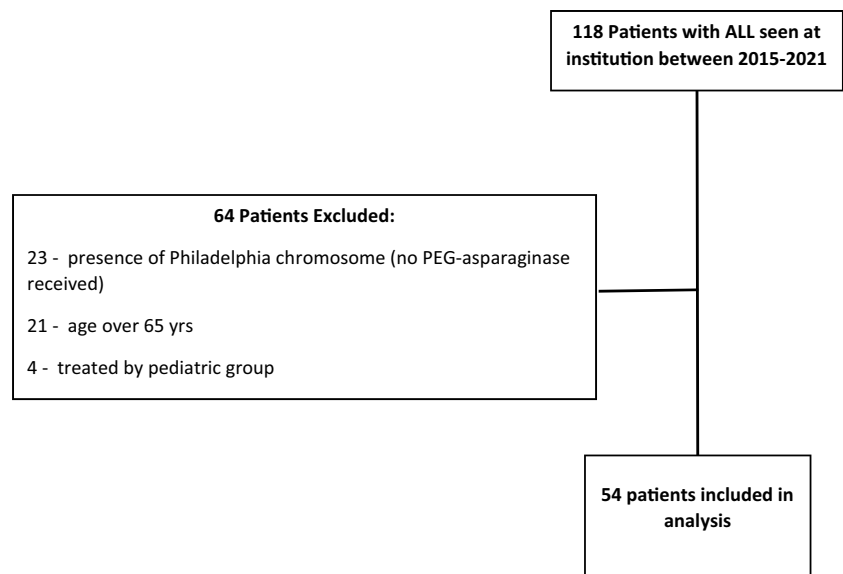 118 Patients with ALL seen at
institution between 2015-2021
64 Patients Excluded:
23 - presence of Philadelphia chromosome (no PEG-asparaginase
received)
21 - age over 65 yrs
4 - treated by pediatric group
54 patients included in
analysis